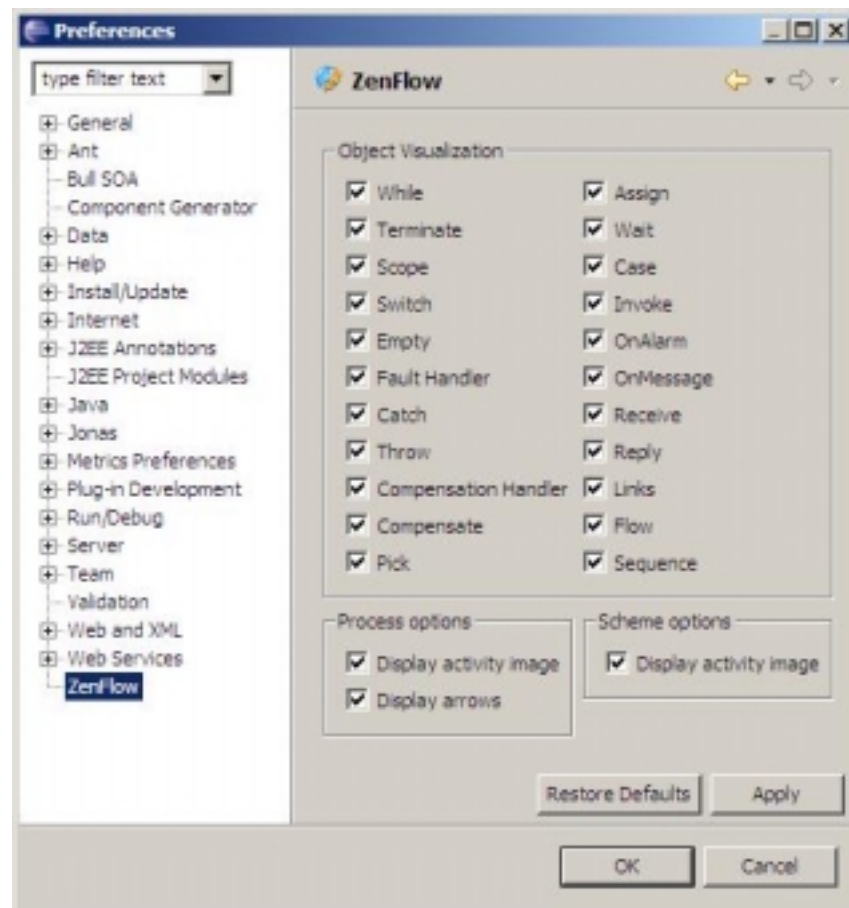 Preferences
type filter text
General
Ant
Bull SOA
Component Generator
Data
Help
Install/Update
Internet
J2EE Annotations
J2EE Project Modules
Java
Jonas
Metrics Preferences
Plug-in Development
Run/Debug
Server
Team
Validation
Web and XML
Web Services
ZenFlow
ZenFlow
Object Visualization
While
Assign
Terminate
Wait
Scope
Case
Switch
Invoke
Empty
OnAlarm
Fault Handler
OnMessage
Catch
Receive
Throw
Reply
Compensation Handler
Links
Compensate
Flow
Pick
Sequence
Process options
Display activity image
Display arrows
Scheme options
Display activity image
Restore Defaults
Apply
OK
Cancel